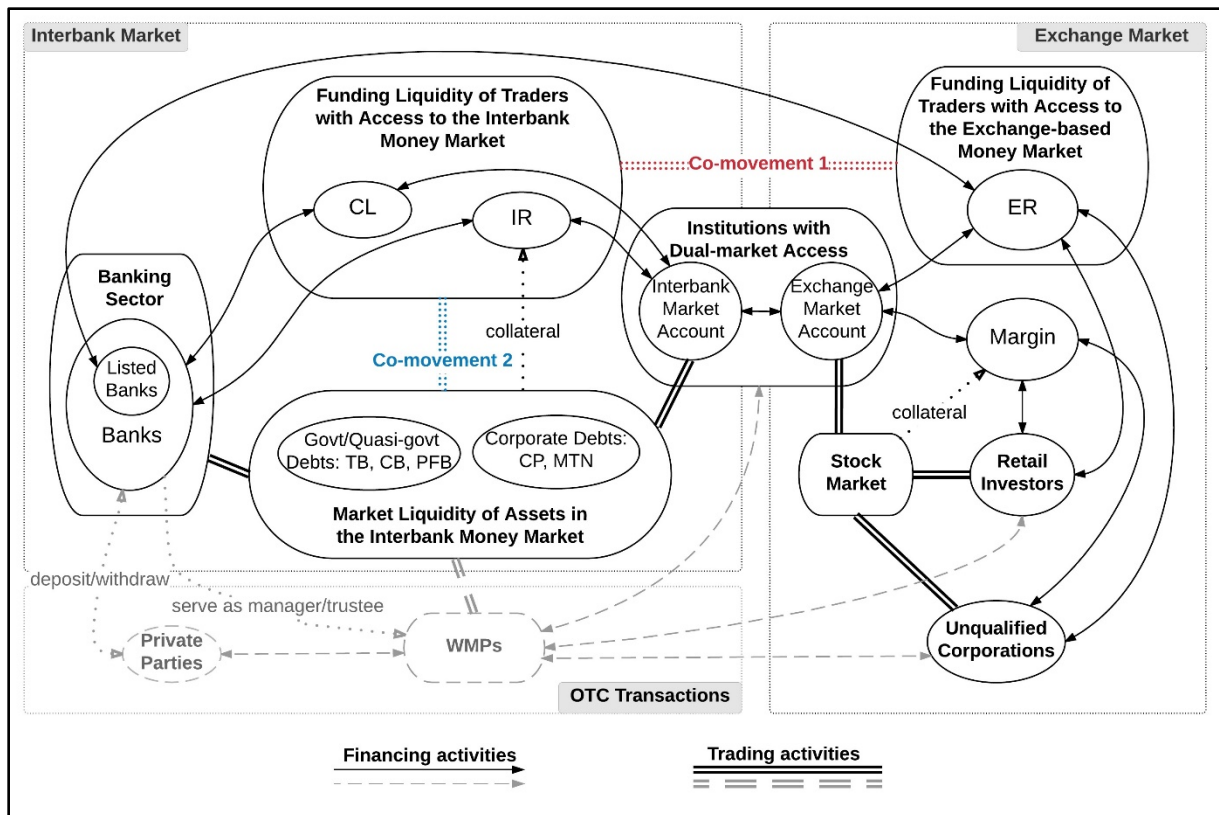 Interbank Market
Exchange Market
Funding Liquidity of Traders
with Access to the Interbank
Money Market
Funding Liquidity of
Traders with Access to
the Exchange-based
Money Market
Co-movement 1
CL
IR
ER
Institutions with
Dual-market Access
Banking
Sector
Interbank
Market
Account
Exchange
Market
Account
collateral
Margin
Listed
Banks
Banks
Co-movement 2
collateral
Govt/Quasi-govt
Debts: TB, CB, PFB
Corporate Debts:
CP, MTN
Stock
Market
Retail
Investors
Market Liquidity of Assets in
the Interbank Money Market
deposit/withdraw
serve as manager/trustee
Private
Parties
WMPs
Unqualified
Corporations
OTC Transactions
Financing activities
Trading activities